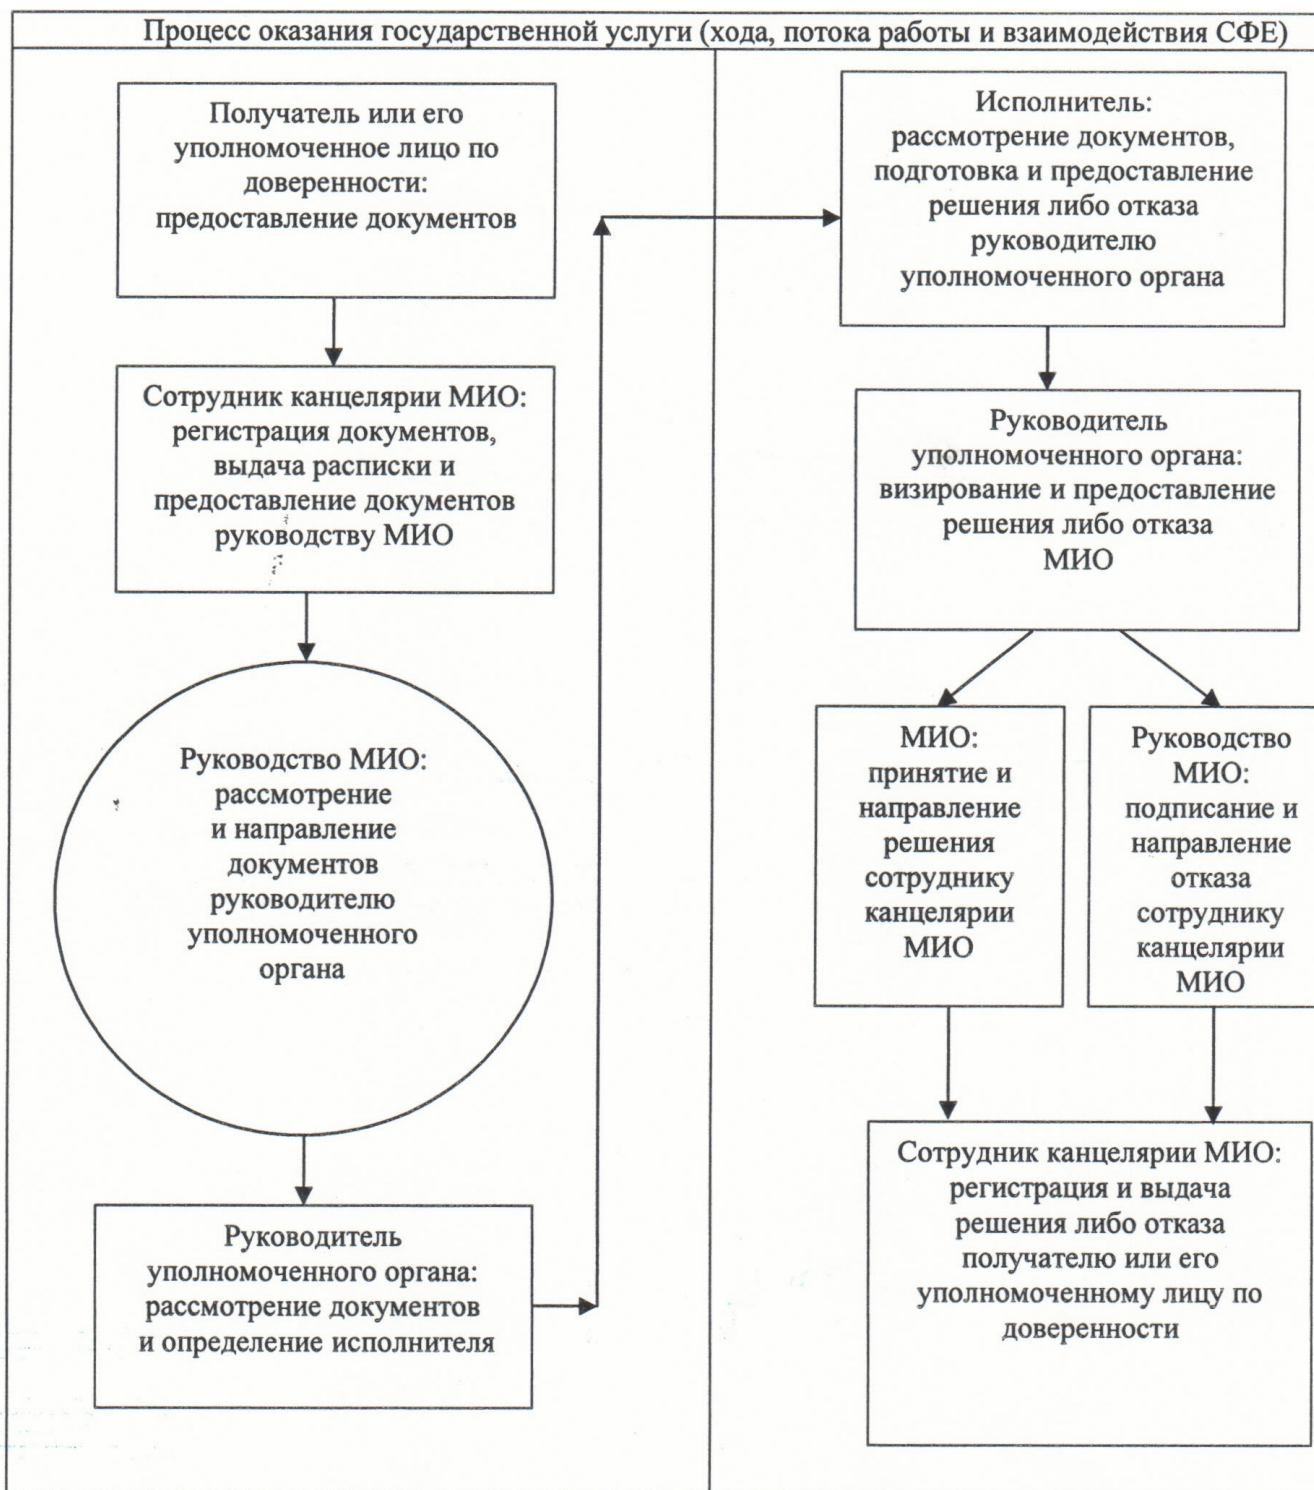 Процесс оказания государственной услуги (хода, потока работы и взаимодействия СФЕ)
Получатель или его
уполномоченное лицо по
доверенности:
предоставление документов
Сотрудник канцелярии МИО:
регистрация документов,
выдача расписки и
предоставление документов
руководству МИО
Руководство МИО:
рассмотрение
и направление
документов
руководителю
уполномоченного
органа
Руководитель
уполномоченного органа:
рассмотрение документов
и определение исполнителя
Исполнитель:
рассмотрение документов,
подготовка и предоставление
решения либо отказа
руководителю
уполномоченного органа
Руководитель
уполномоченного органа:
визирование и предоставление
решения либо отказа
МИО
МИО:
принятие и
направление
решения
сотруднику
канцелярии
МИО
Руководство
МИО:
подписание и
направление
отказа
сотруднику
канцелярии
МИО
Сотрудник канцелярии МИО:
регистрация и выдача
решения либо отказа
получателю или его
уполномоченному лицу по
доверенности